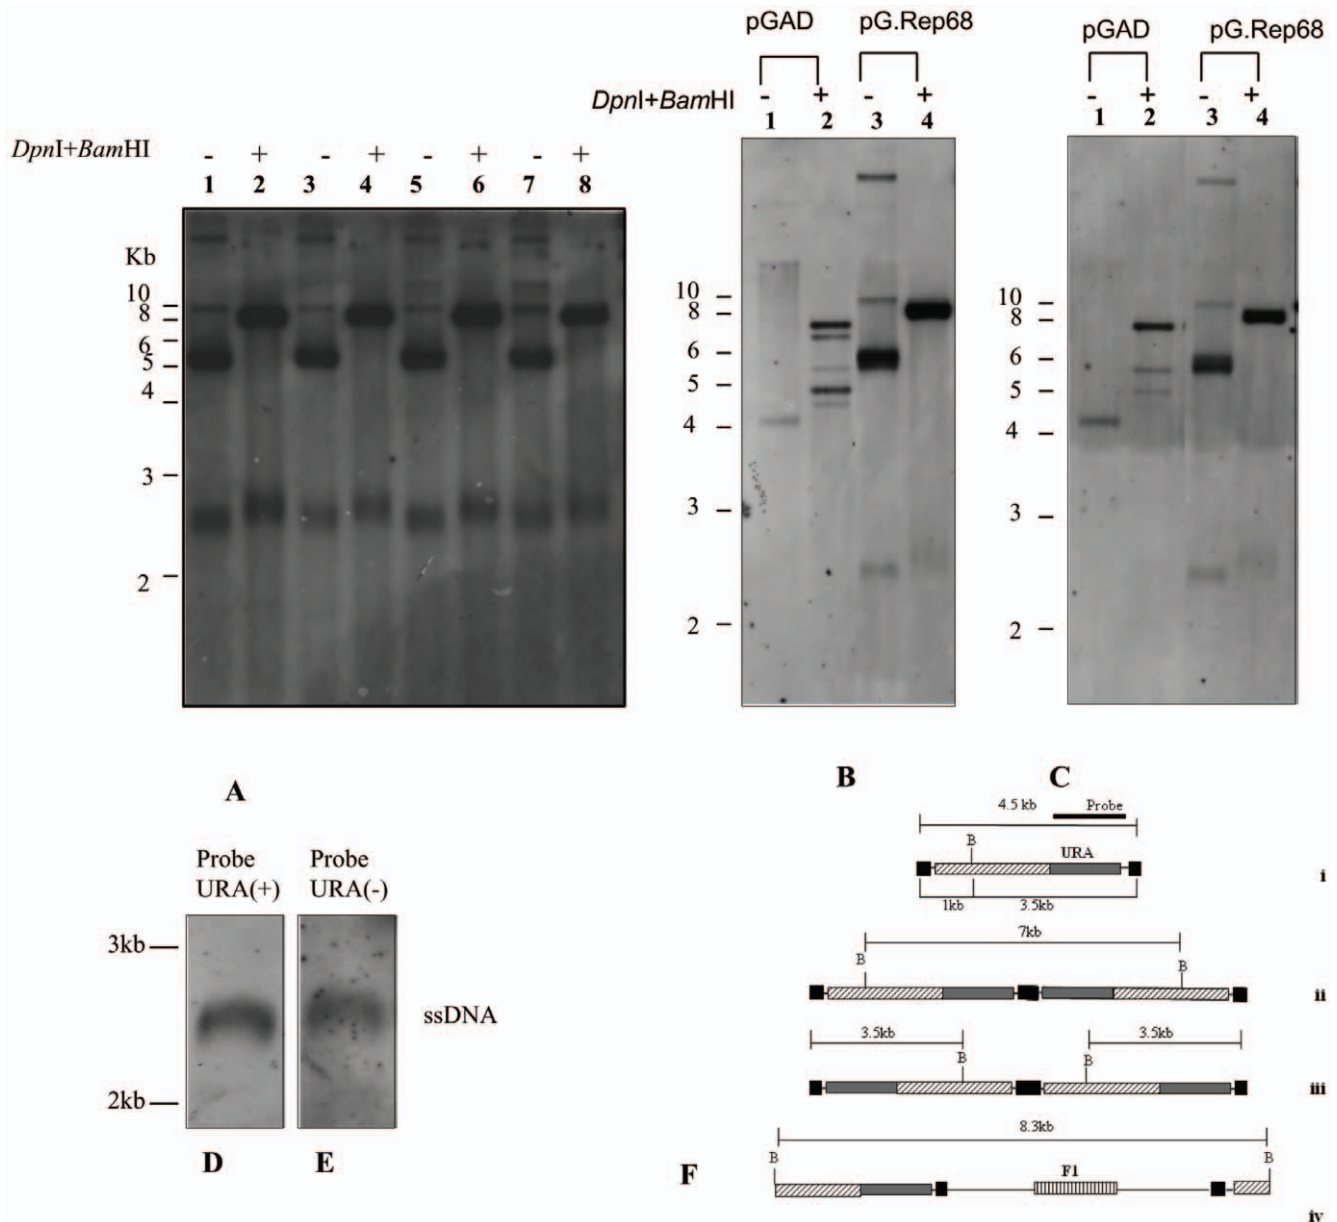 pGAD pG.Rep68
DpnI+BamHI - + - +
1 2 3 4
pGAD pG.Rep68
- + - +
1 2 3 4
DpnI+BamHI - + - + - + - +
1 2 3 4 5 6 7 8
Kb
10
8
6
5
4
3
2
10
8
6
5
4
3
2
10
8
6
5
4
3
2
A
B
C
Probe
URA(+)
Probe
URA(-)
3kb
2kb
ssDNA
D
E
4.5 kb Probe
B
URA
i
1kb 3.5kb
7kb
B B
ii
3.5kb 3.5kb
B B
iii
8.3kb
B B
F
F1
iv